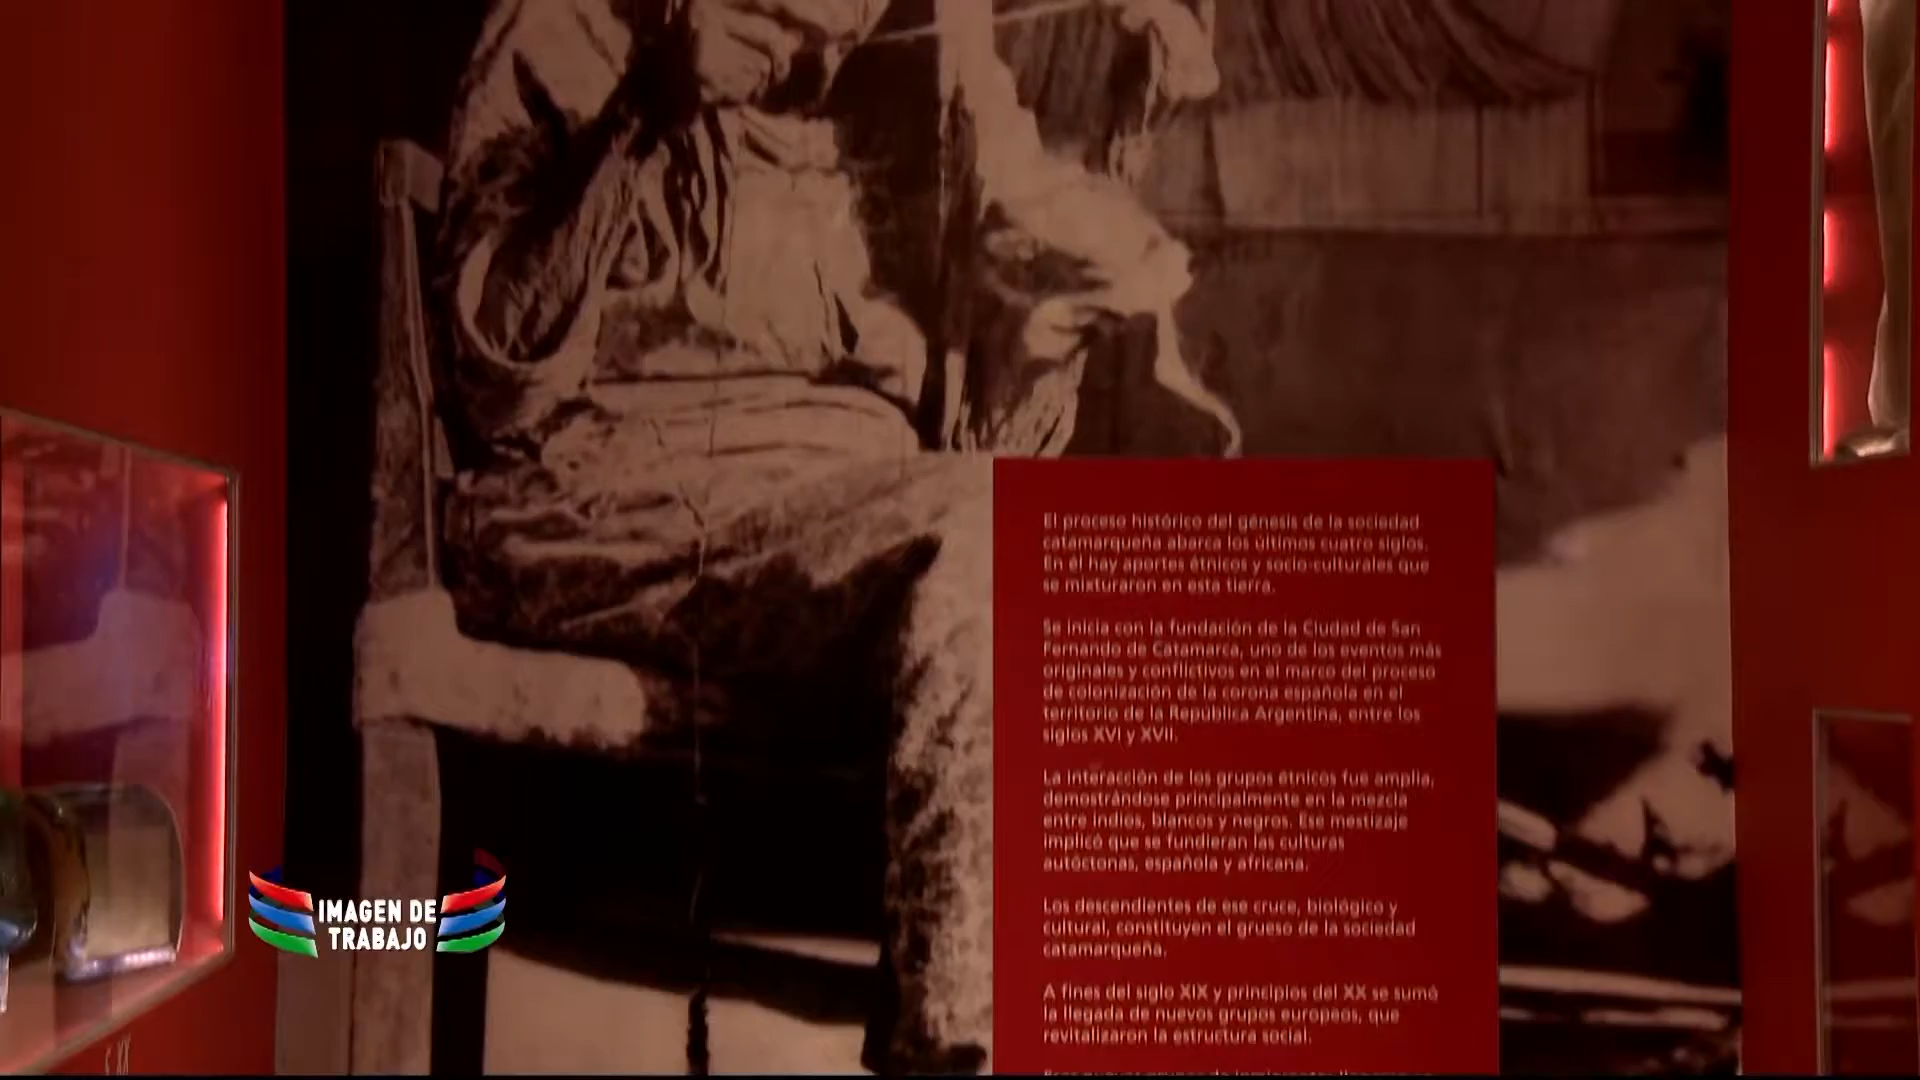 El proceso histórico del génesis de la sociedad
catamarqueña abarca los últimos cuatro siglos.
En él hay aportes étnicos y socio-culturales que
se mixturaron en esta tierra.
Se inicia con la fundación de la Ciudad de San
Fernando de Catamarca, uno de los eventos más
originales y conflictivos en el marco del proceso
de colonización de la corona española en el
territorio de la República Argentina, entre los
siglos XVI y XVII.
La interacción de los grupos étnicos fue amplia,
demostrándose principalmente en la mezcla
entre indios, blancos y negros. Ese mestizaje
implicó que se fundieran las culturas
autóctonas, española y africana.
Los descendientes de ese cruce, biológico y
cultural, constituyen el grueso de la sociedad
catamarqueña.
A fines del siglo XIX y principios del XX se sumó
la llegada de nuevos grupos europeos, que
revitalizaron la estructura social.
IMAGEN DE
TRABAJO